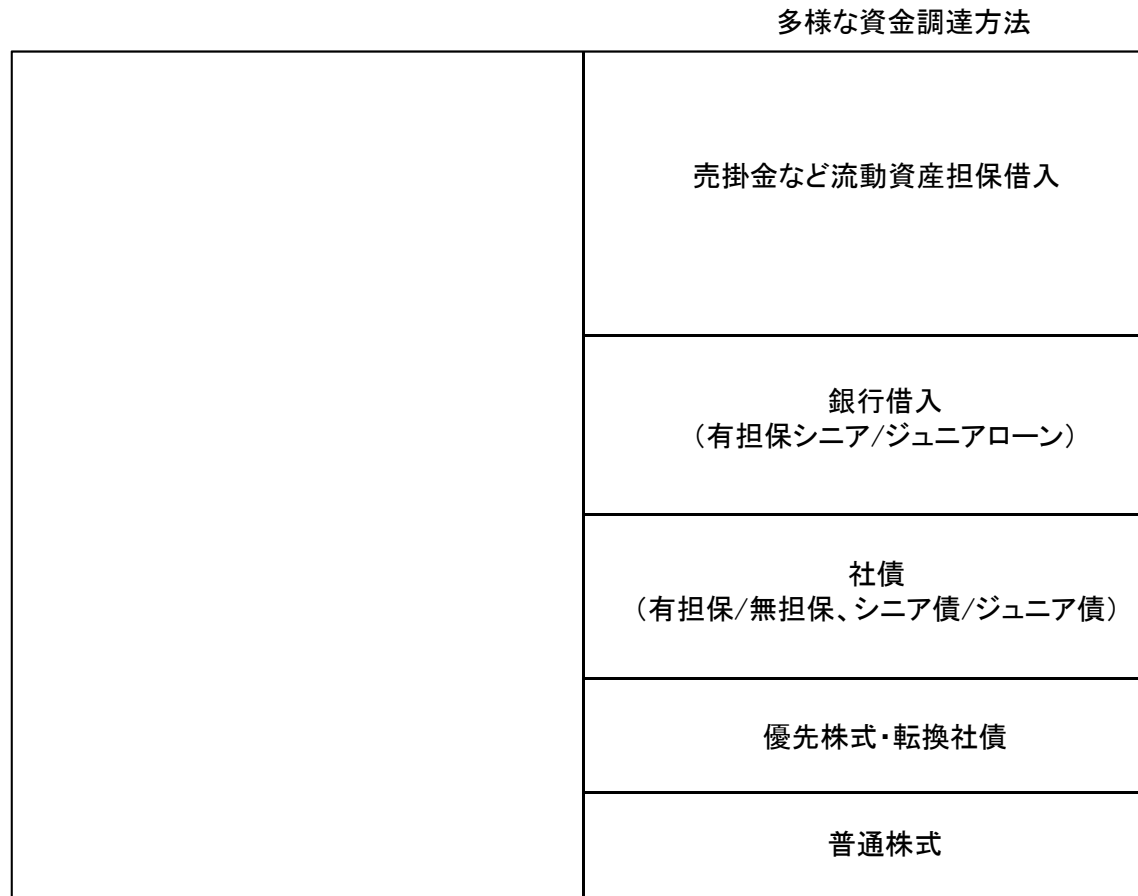 多様な資金調達方法
売掛金など流動資産担保借入
銀行借入
（有担保シニア/ジュニアローン）
社債
（有担保/無担保、シニア債/ジュニア債）
優先株式・転換社債
普通株式